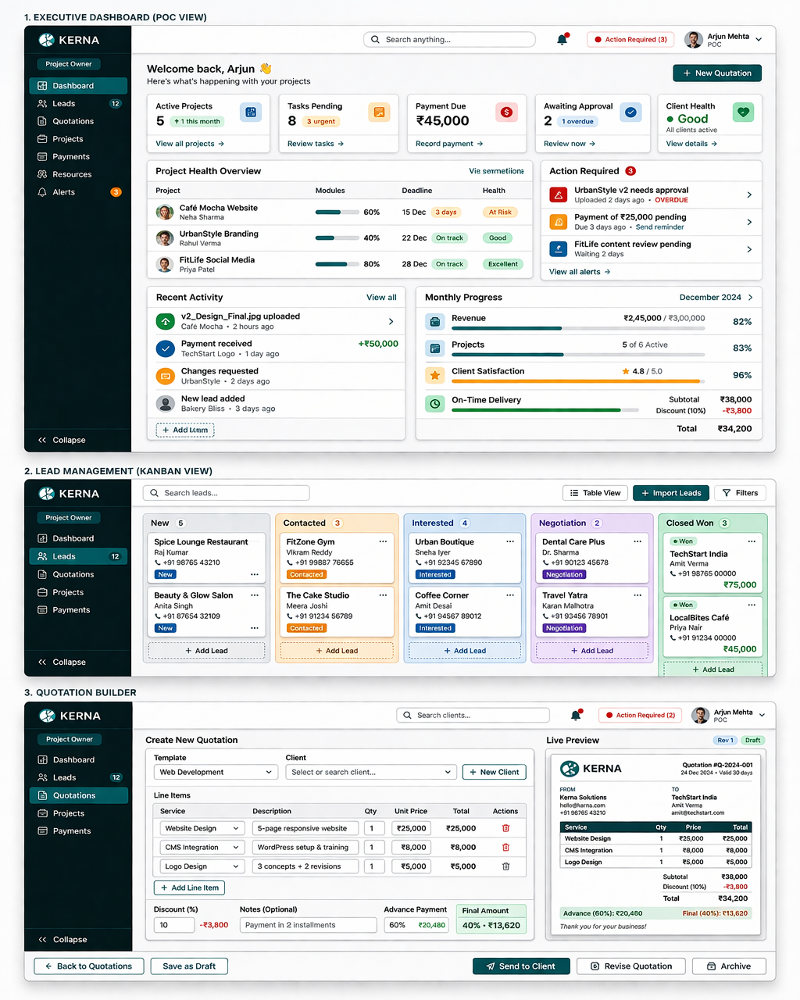 1. EXECUTIVE DASHBOARD (POC VIEW)
KERNA
Search anything...
Action Required (3)
Arjun Mehta
POC
Project Owner
Dashboard
Leads 12
Quotations
Projects
Payments
Resources
Alerts 3
Collapse
Welcome back, Arjun 👋
Here's what's happening with your projects
+ New Quutation
Active Projects
5 ↑ 1 this month
View all projects →
Tasks Pending
8 3 urgent
Review tasks →
Payment Due
₹45,000
Record payment →
Awaiting Approval
2 1 overdue
Review now →
Client Health
Good
All clients active
View details →
Project Health Overview
Project Modules Deadline Health
Café Mocha Website
Neha Sharma
60% 15 Dec 3 days At Risk
UrbanStyle Branding
Rahul Verma
40% 22 Dec On track Good
FitLife Social Media
Priya Patel
80% 28 Dec On track Excellent
Action Required 3
UrbanStyle v2 needs approval
Uploaded 2 days ago • OVERDUE
Payment of ₹25,000 pending
Due 3 days ago • Send reminder
FitLife content review pending
Waiting 2 days
View all alerts →
Recent Activity View all
v2_Design_Final.jpg uploaded
Café Mocha • 2 hours ago
Payment received
TechStart Logo • 1 day ago
+₹50,000
Changes requested
UrbanStyle • 2 days ago
New lead added
Bakery Bliss • 3 days ago
+ Add
Monthly Progress December 2024
Revenue ₹2,45,000 / ₹3,00,000 82%
Projects 5 of 6 Active 83%
Client Satisfaction 4.8 / 5.0 96%
On-Time Delivery
Subtotal ₹38,000
Discount (10%) -₹3,800
Total ₹34,200
2. LEAD MANAGEMENT (KANBAN VIEW)
KERNA
Project Owner
Dashboard
Leads 12
Quotations
Projects
Payments
Collapse
Search leads...
Table View
+ Import Leads
Filters
New 5
Spice Lounge Restaurant
Raj Kumar
+91 98765 43210
New
Beauty & Glow Salon
Anita Singh
+91 87654 32109
New
+ Add Lead
Contacted 3
FitZone Gym
Vikram Reddy
+91 99887 76655
Contacted
The Cake Studio
Meera Joshi
+91 91234 56789
Contacted
+ Add Lead
Interested 4
Urban Boutique
Sneha Iyer
+91 92345 67890
Interested
Coffee Corner
Amit Desai
+91 94567 89012
Interested
+ Add Lead
Negotiation 2
Dental Care Plus
Dr. Sharma
+91 90123 45678
Negotiation
Travel Yatra
Karan Malhotra
+91 93456 78901
Negotiation
+ Add Lead
Closed Won 3
Won
TechStart India
Amit Verma
+91 98765 00000
₹75,000
Won
LocalBites Café
Priya Nair
+91 91234 00000
₹45,000
+ Add Lead
3. QUOTATION BUILDER
KERNA
Search clients...
Action Required (2)
Arjun Mehta
POC
Project Owner
Dashboard
Leads 12
Quotations
Projects
Payments
Collapse
Create New Quotation
Template
Web Development
Client
Select or search client...
+ New Client
Line Items
Service Description Qty Unit Price Total Actions
Website Design 5-page responsive website 1 ₹25,000 ₹25,000
CMS Integration WordPress setup & training 1 ₹8,000 ₹8,000
Logo Design 3 concepts + 2 revisions 1 ₹5,000 ₹5,000
+ Add Line Item
Discount (%)
10 -₹3,800
Notes (Optional)
Payment in 2 installments
Advance Payment
60% ₹20,480
Final Amount
40% • ₹13,620
Live Preview Rev 1 Draft
KERNA
Quotation #Q-2024-001
24 Dec 2034 • Valid 30 days
FROM
Kerna Solutions
hello@kerna.com
+91 96765 43210
TO
TechStart India
Amit Verma
amit@techstart.com
Service Qty Price Total
Website Design 1 ₹25,000 ₹25,000
CMS Integration 1 ₹8,000 ₹8,000
Logo Design 1 ₹5,000 ₹5,000
Subtotal ₹38,000
Discount (10%) -₹3,800
Total ₹34,200
Advance (60%): ₹20,480 Final (40%): ₹13,620
Thank you for your business!
← Back to Quotations
Save as Draft
Send to Client
Revise Quotation
Archive